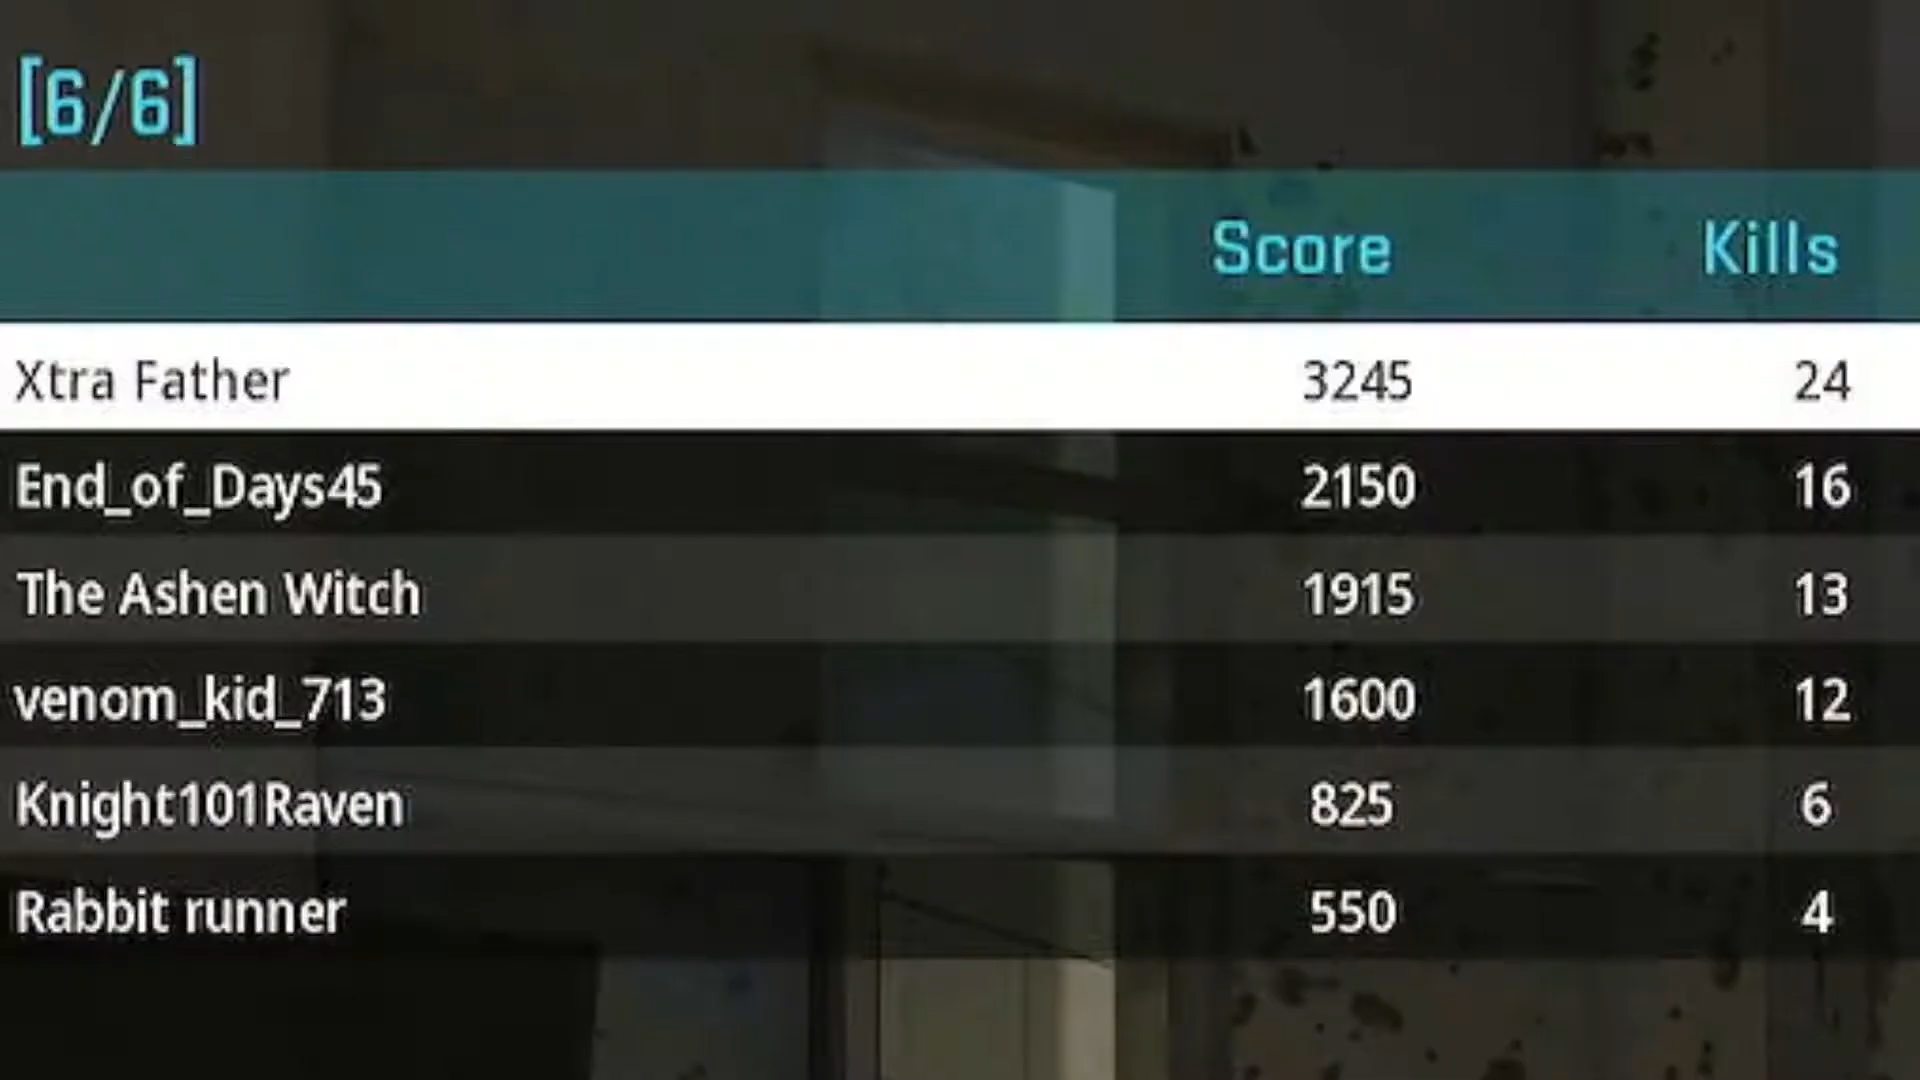 [6/6]
Score Kills
Xtra Father 3245 24
End_of_Days45 2150 16
The Ashen Witch 1915 13
venom_kid_713 1600 12
Knight101Raven 825 6
Rabbit runner 550 4